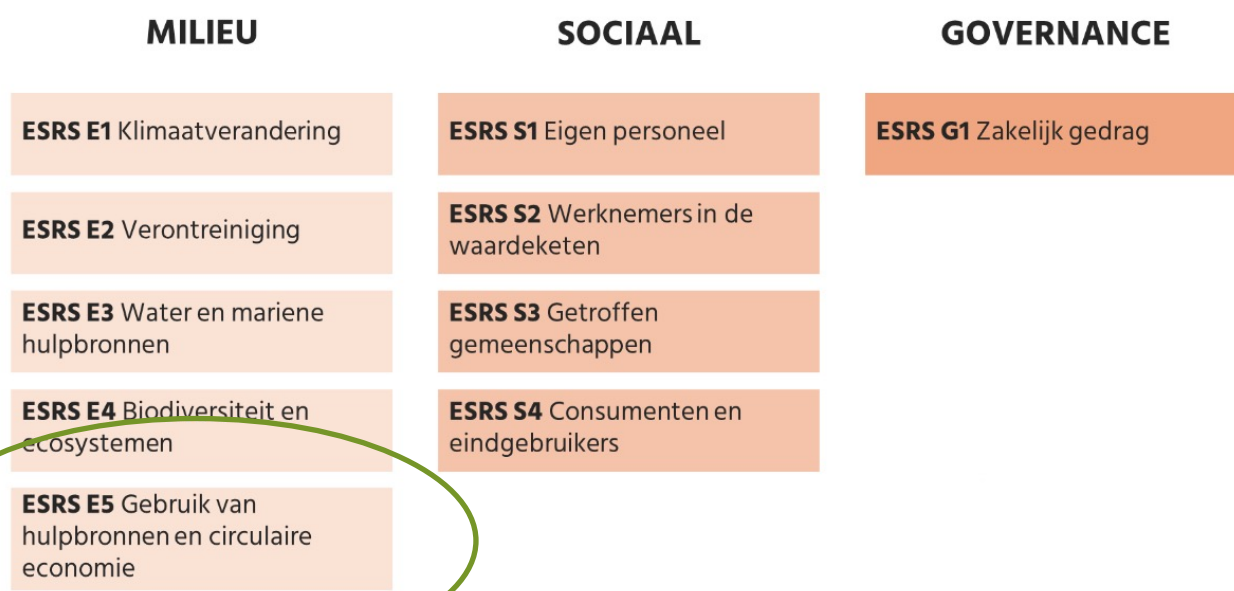 MILIEU
ESRS E1 Klimaatverandering
ESRS E2 Verontreiniging
ESRS E3 Water en mariene
hulpbronnen
ESRS E4 Biodiversiteit en
ecosystemen
ESRS E5 Gebruik van
hulpbronnen en circulaire
economie
SOCIAAL
ESRS S1 Eigen personeel
ESRS S2 Werknemers in de
waardeketen
ESRS S3 Getroffen
gemeenschappen
ESRS S4 Consumenten en
eindgebruikers
GOVERNANCE
ESRS G1 Zakelijk gedrag